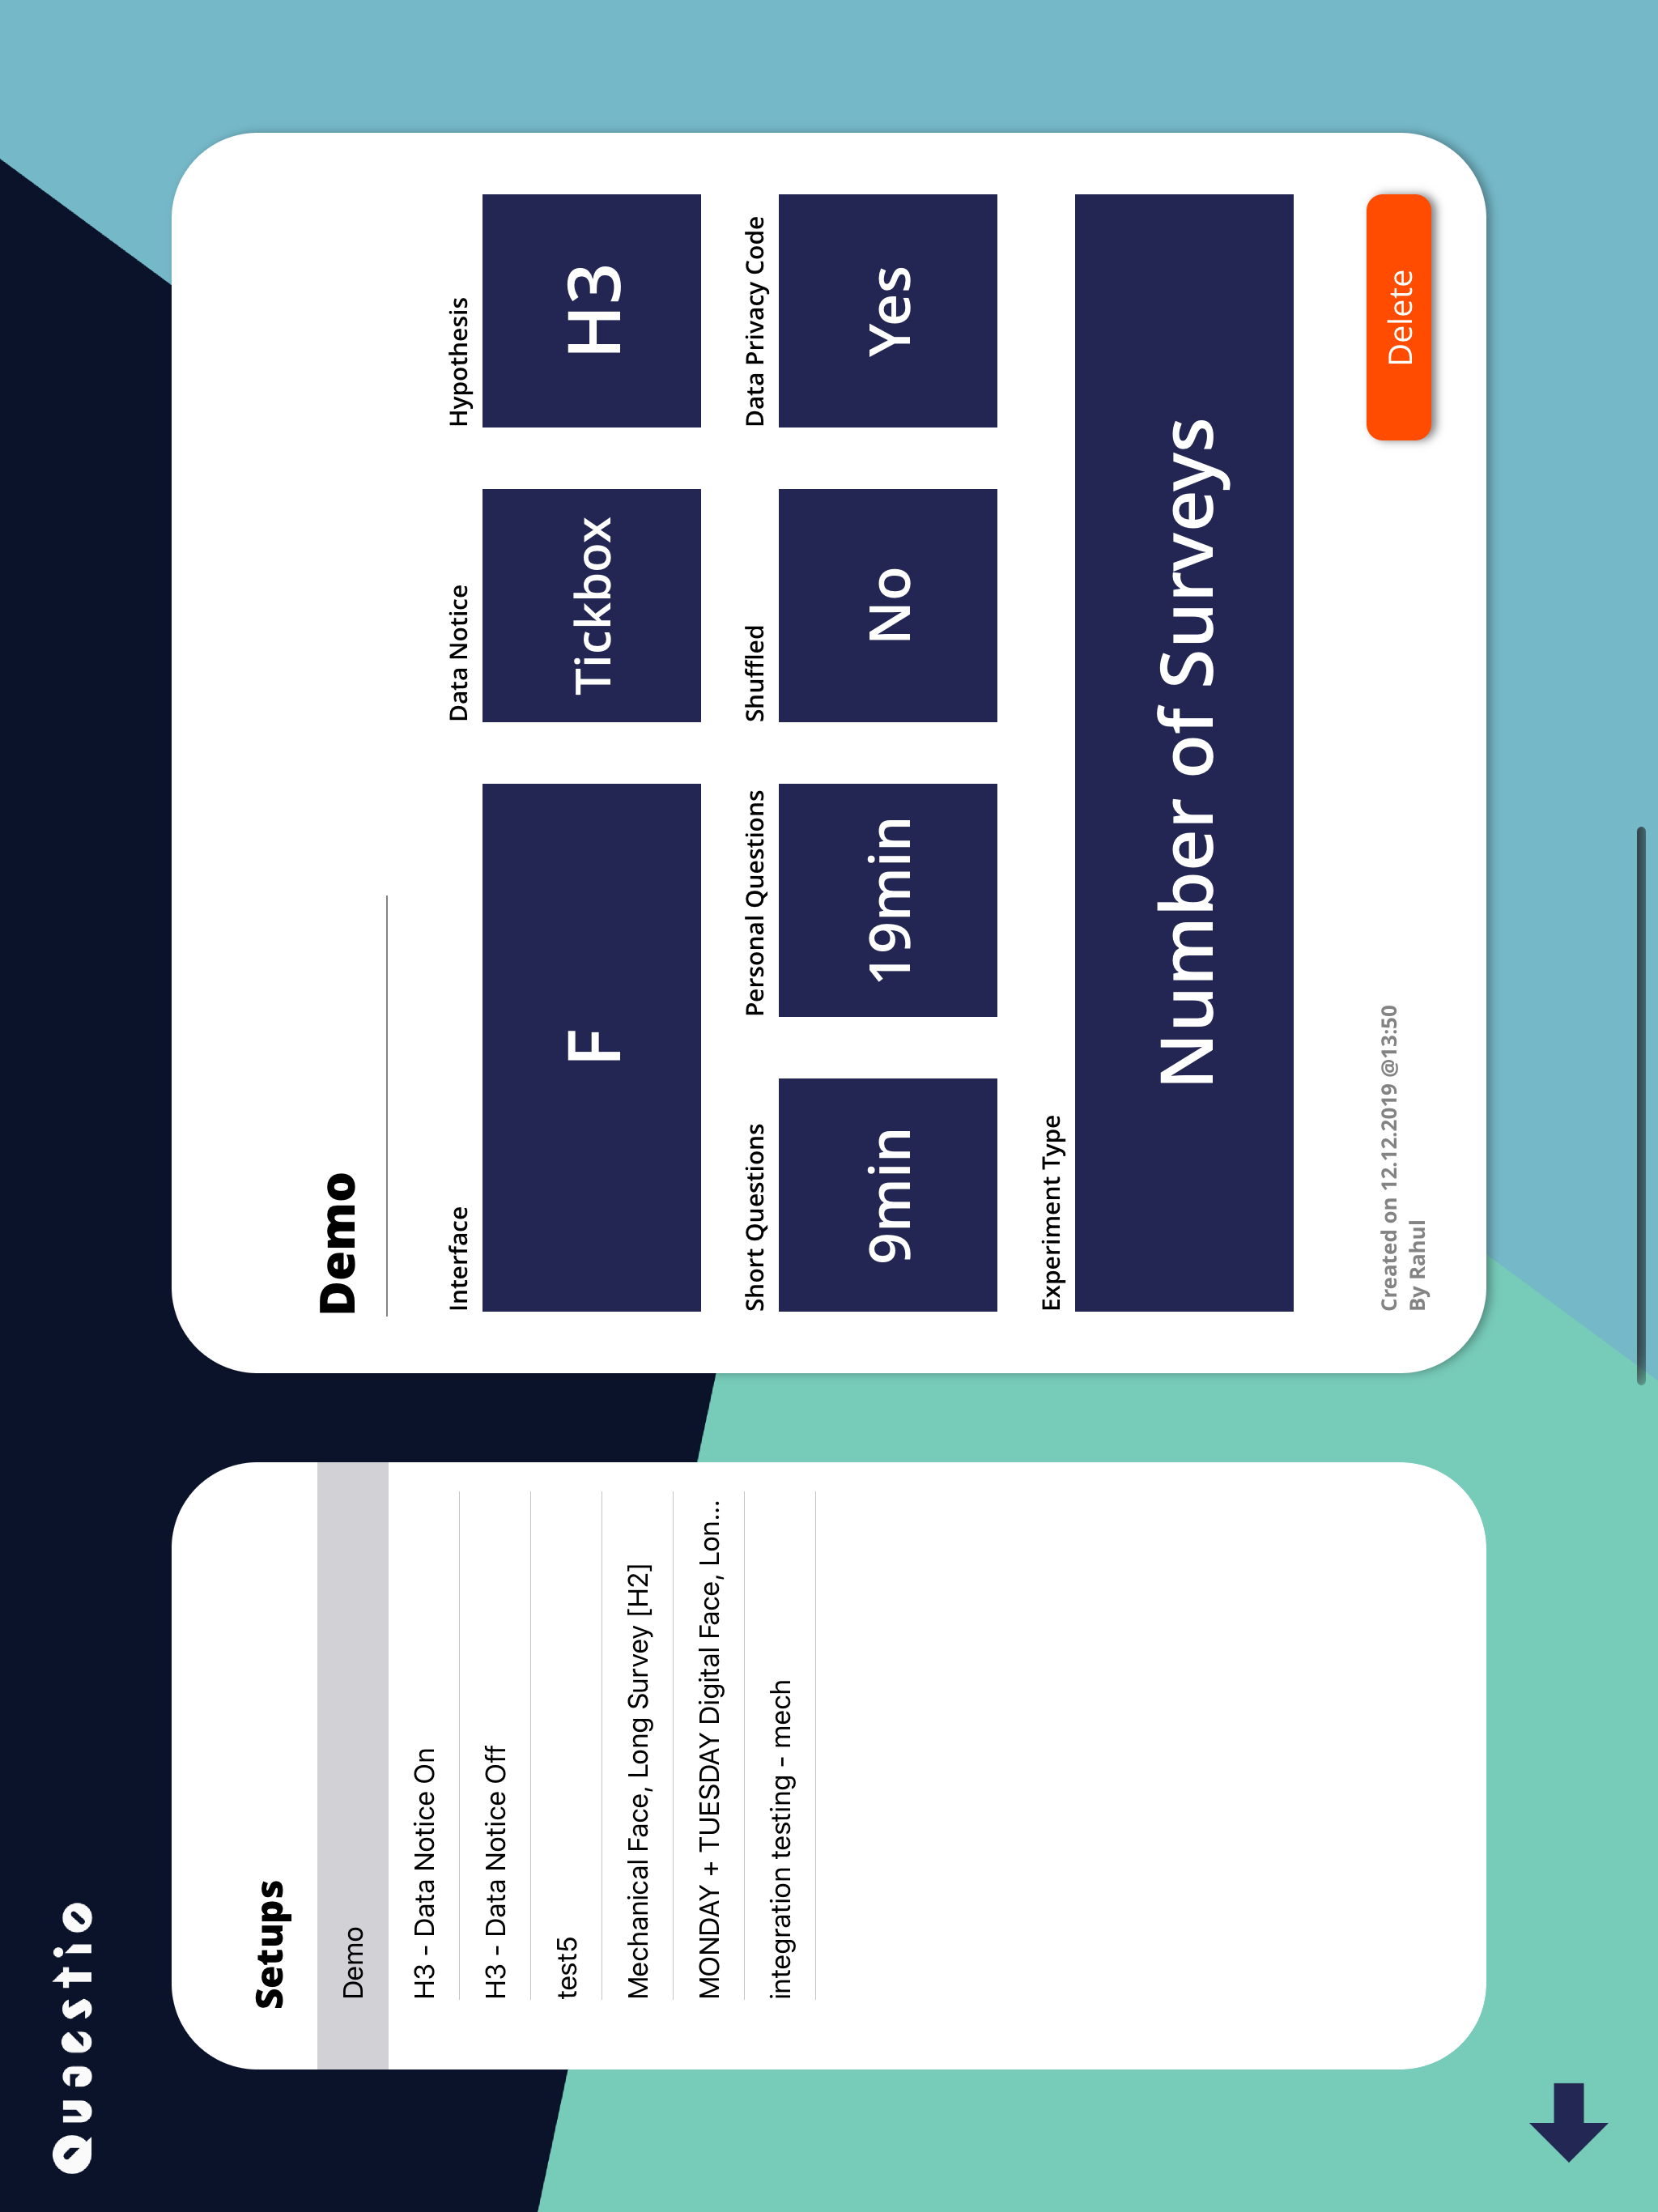 Questio
Setups
Demo
H3 - Data Notice On
H3 - Data Notice Off
test5
Mechanical Face, Long Survey [H2]
MONDAY + TUESDAY Digital Face, Lon...
integration testing - mech
Demo
Interface
Data Notice
Hypothesis
F
Tickbox
H3
Short Questions
Personal Questions
Shuffled
Data Privacy Code
9min
19min
No
Yes
Experiment Type
Number of Surveys
Created on 12.12.2019 @13:50
By Rahul
Delete